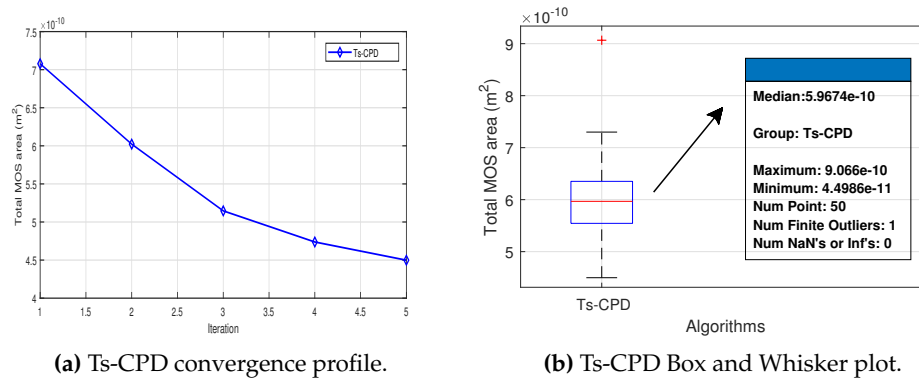 ×10⁻¹⁰
7.5
7
6.5
6
5.5
5
4.5
4
1
1.5
2
2.5
3
3.5
4
4.5
5
Total MOS area (m²)
Iteration
Ts-CPD
(a) Ts-CPD convergence profile.
×10⁻¹⁰
9
8
7
6
5
Total MOS area (m²)
Ts-CPD
Algorithms
Median:5.9674e-10
Group: Ts-CPD
Maximum: 9.066e-10
Minimum: 4.4986e-11
Num Point: 50
Num Finite Outliers: 1
Num NaN's or Inf's: 0
(b) Ts-CPD Box and Whisker plot.